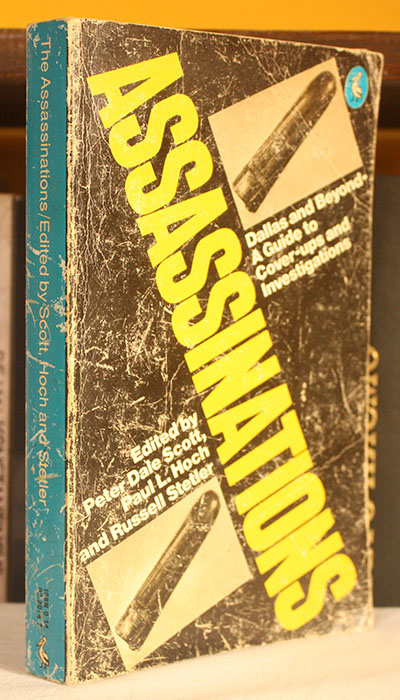 The Assassinations/Edited by Scott, Hoch and Stetler
ASSASSINATIONS
Dallas and Beyond-
A Guide to
Cover-ups and
Investigations
Edited by
Peter Dale Scott,
Paul L. Hoch
and Russell Stetler